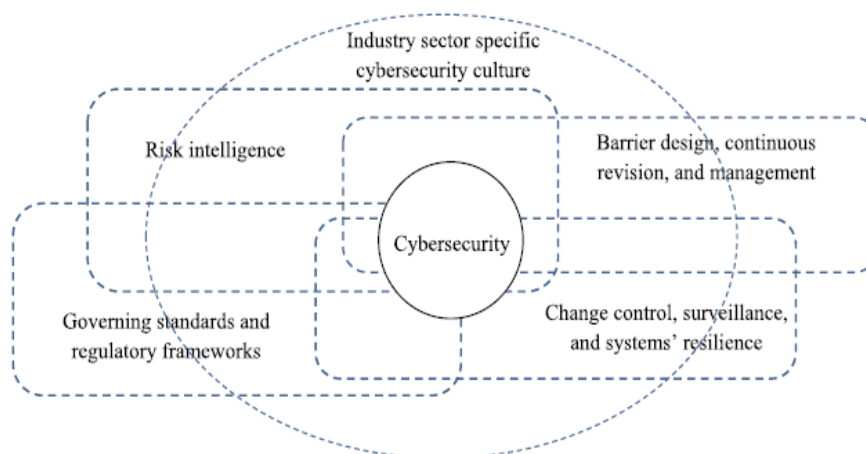 Industry sector specific
cybersecurity culture
Risk intelligence
Barrier design, continuous
revision, and management
Cybersecurity
Governing standards and
regulatory frameworks
Change control, surveillance,
and systems’ resilience